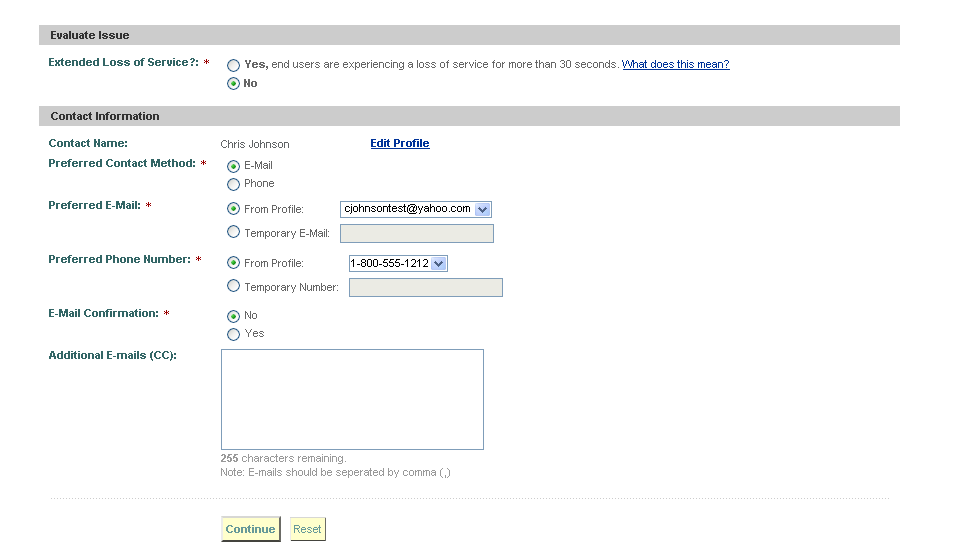 Evaluate Issue
Extended Loss of Service?: * Yes, end users are experiencing a loss of service for more than 30 seconds. What does this mean?
No
Contact Information
Contact Name: Chris Johnson Edit Profile
Preferred Contact Method: * E-Mail
Phone
Preferred E-Mail: * From Profile: cjohnsontest@yahoo.com
Temporary E-Mail:
Preferred Phone Number: * From Profile: 1-800-555-1212
Temporary Number:
E-Mail Confirmation: * No
Yes
Additional E-mails (CC):
255 characters remaining.
Note: E-mails should be seperated by comma (,)
Continue Reset